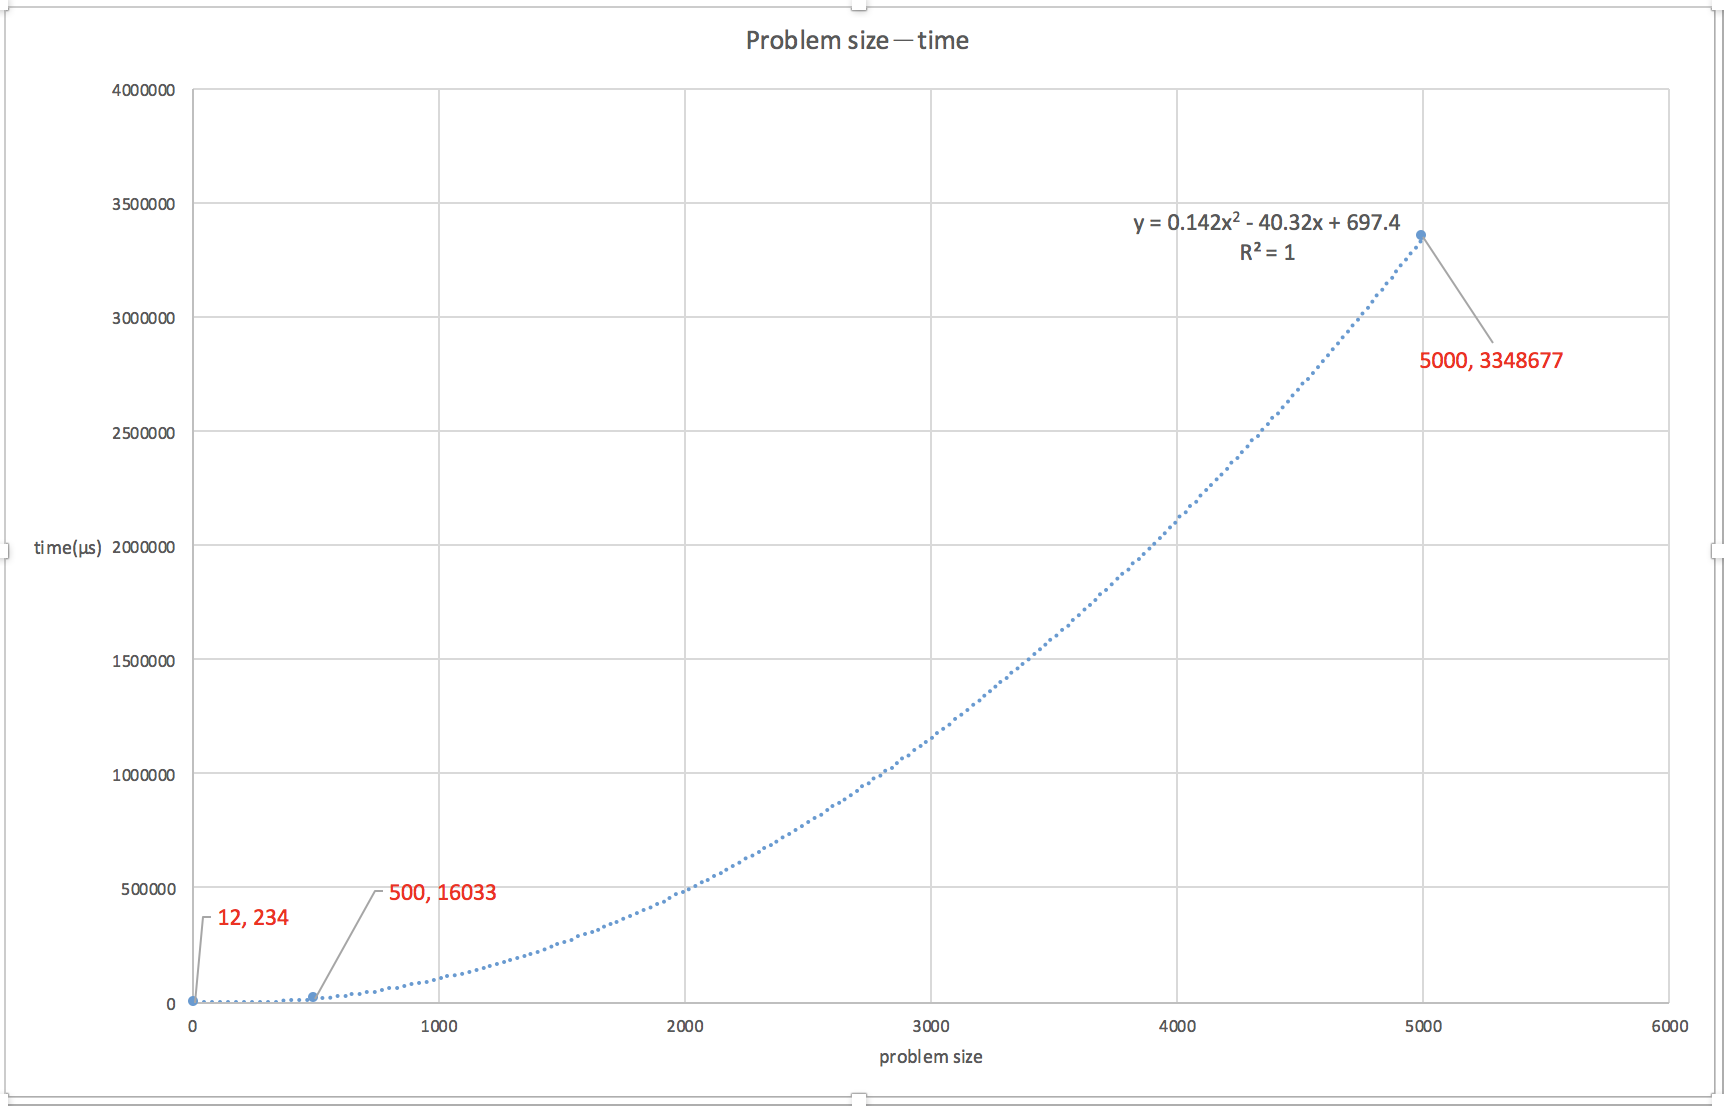 Problem size—time
4000000
3500000
3000000
2500000
2000000
1500000
1000000
500000
0
time(μs)
y = 0.142x² - 40.32x + 697.4
R² = 1
5000, 3348677
500, 16033
12, 234
0 1000 2000 3000 4000 5000 6000
problem size